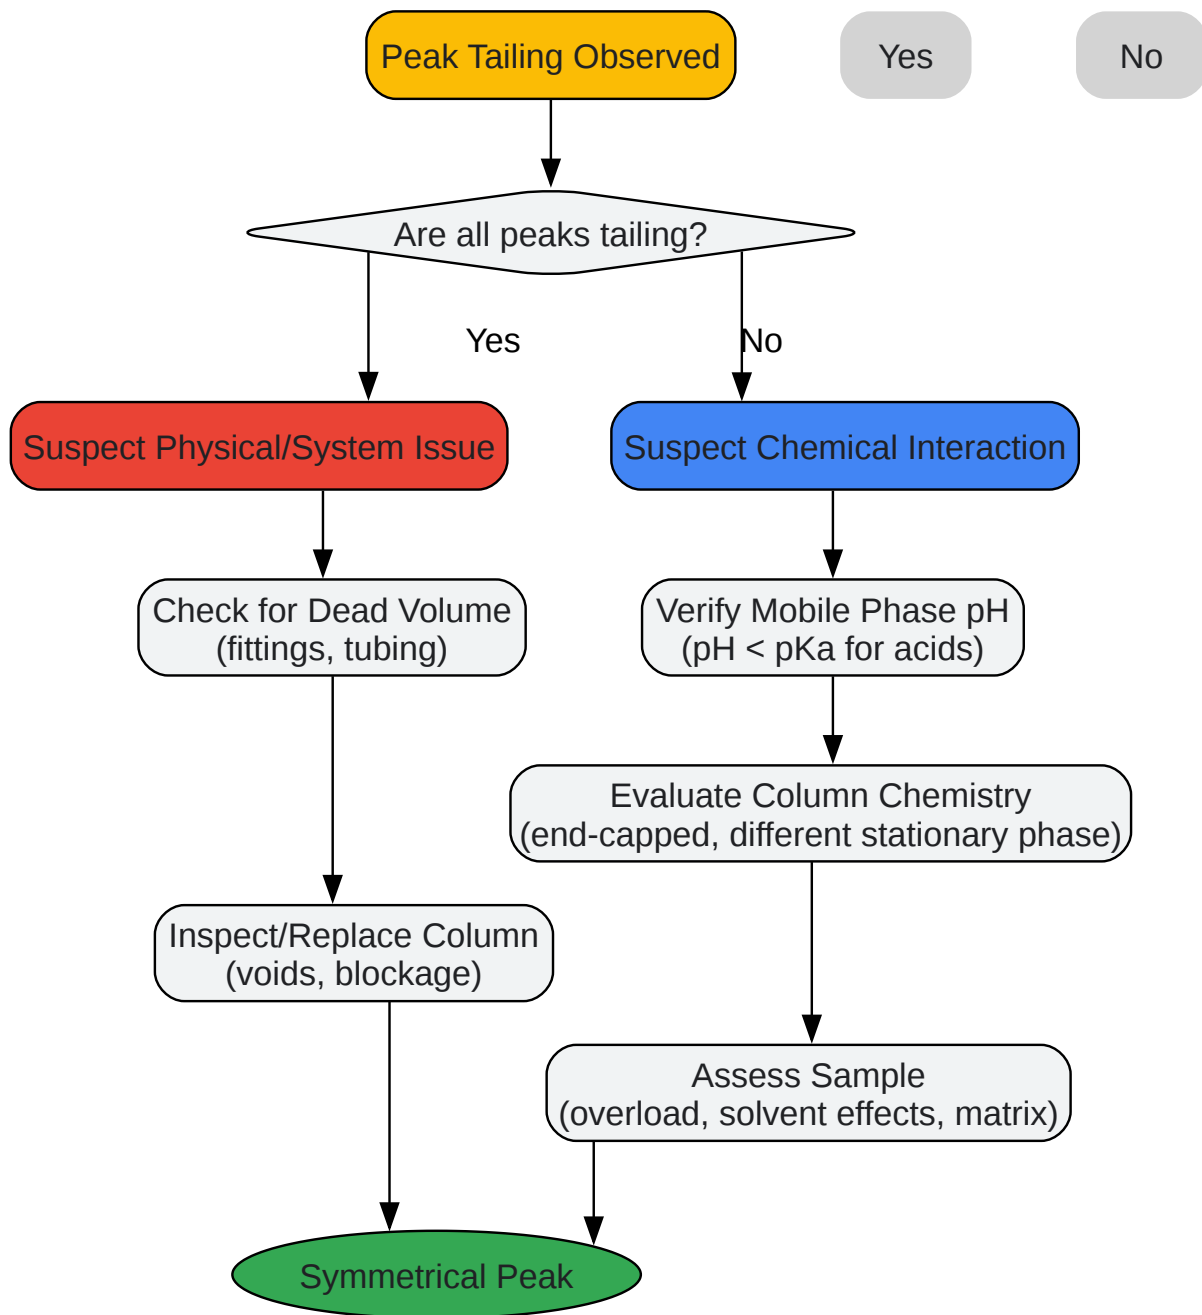 Peak Tailing Observed
Yes
No
Are all peaks tailing?
Yes
No
Suspect Physical/System Issue
Suspect Chemical Interaction
Check for Dead Volume
(fittings, tubing)
Verify Mobile Phase pH
(pH < pKa for acids)
Evaluate Column Chemistry
(end-capped, different stationary phase)
Inspect/Replace Column
(voids, blockage)
Assess Sample
(overload, solvent effects, matrix)
Symmetrical Peak